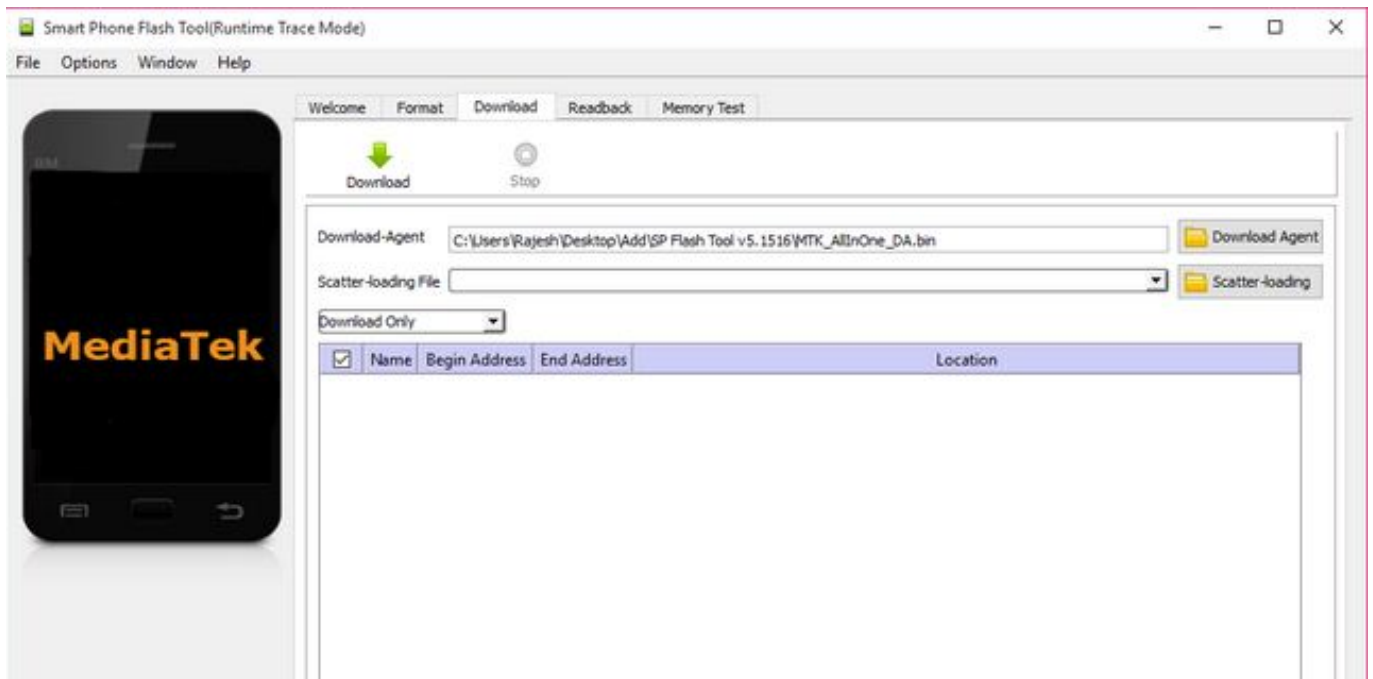 Smart Phone Flash Tool(Runtime Trace Mode)
File Options Window Help
Welcome Format Download Readback Memory Test
Download Stop
Download-Agent C:\Users\Rajesh\Desktop\Add\SP Flash Tool v5.1516\MTK_AllInOne_DA.bin Download Agent
Scatter-loading File Scatter-loading
Download Only
MediaTek
Name Begin Address End Address Location